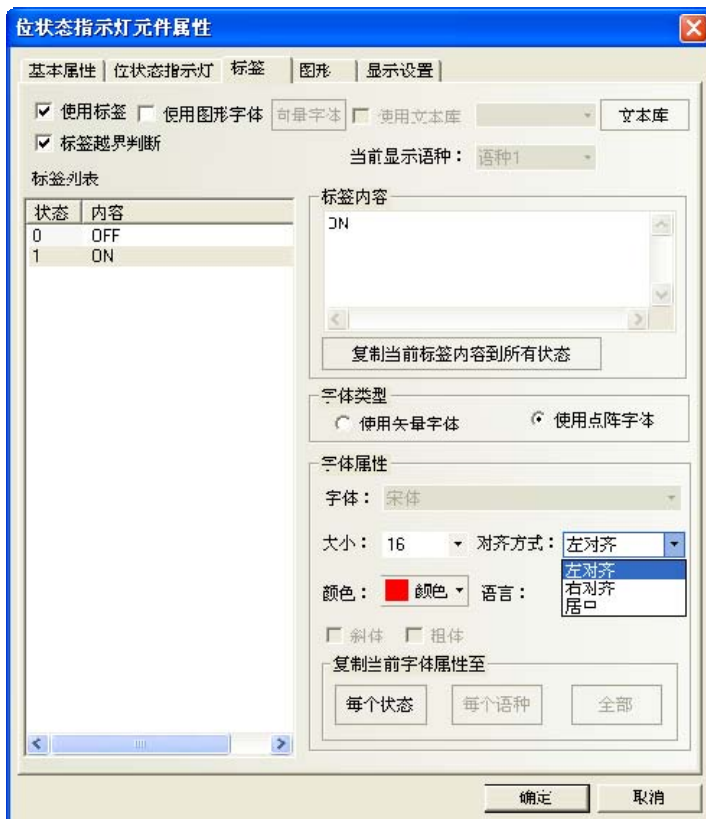 位状态指示灯元件属性
基本属性 位状态指示灯 标签 图形 显示设置
使用标签 使用图形字体 向量字体 使用文本库 文本库
标签越界判断
当前显示语种： 语种1
标签列表
状态 内容
0 OFF
1 ON
标签内容
ON
复制当前标签内容到所有状态
字体类型
使用矢量字体 使用点阵字体
字体属性
字体： 宋体
大小： 16 对齐方式： 左对齐
左对齐
右对齐
居中
颜色： 颜色 语言：
斜体 粗体
复制当前字体属性至
每个状态 每个语种 全部
确定 取消